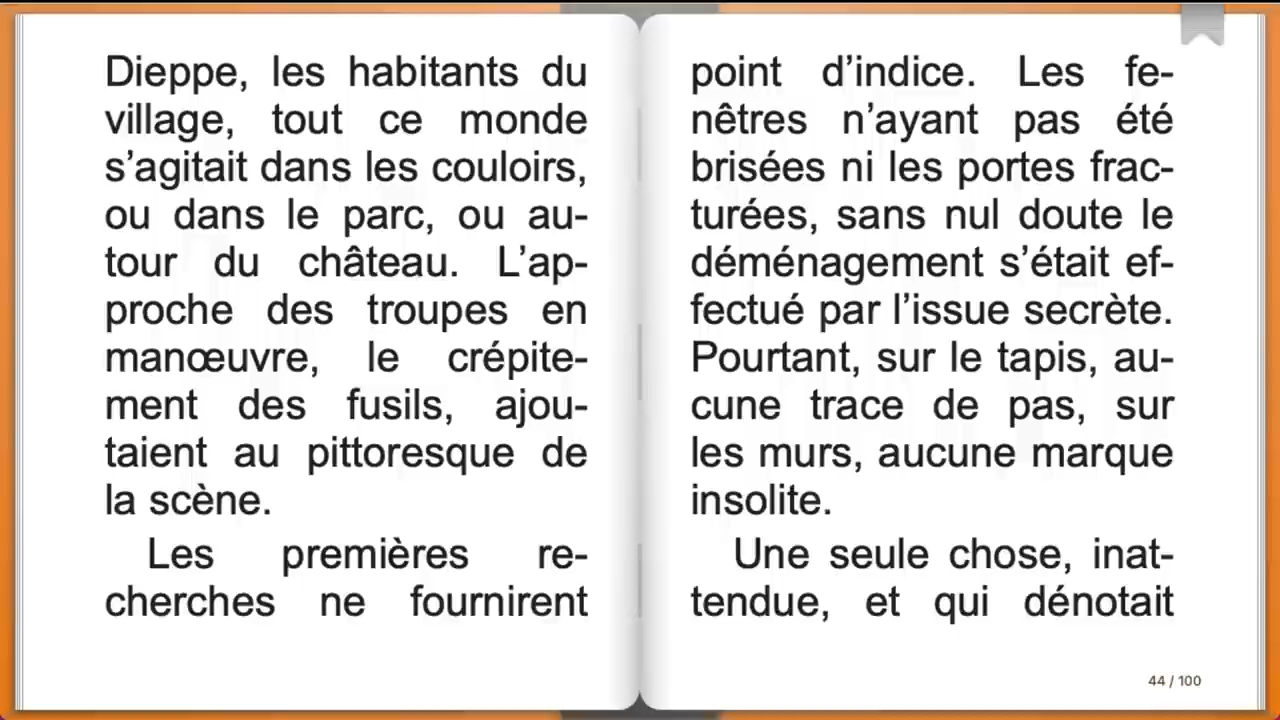 Dieppe, les habitants du
village, tout ce monde
s’agitait dans les couloirs,
ou dans le parc, ou au-
tour du château. L’ap-
proche des troupes en
manœuvre, le crépite-
ment des fusils, ajou-
taient au pittoresque de
la scène.
Les premières re-
cherches ne fournirent
point d’indice. Les fe-
nêtres n’ayant pas été
brisées ni les portes frac-
turées, sans nul doute le
déménagement s’était ef-
fectué par l’issue secrète.
Pourtant, sur le tapis, au-
cune trace de pas, sur
les murs, aucune marque
insolite.
Une seule chose, inat-
tendue, et qui dénotait
44 / 100